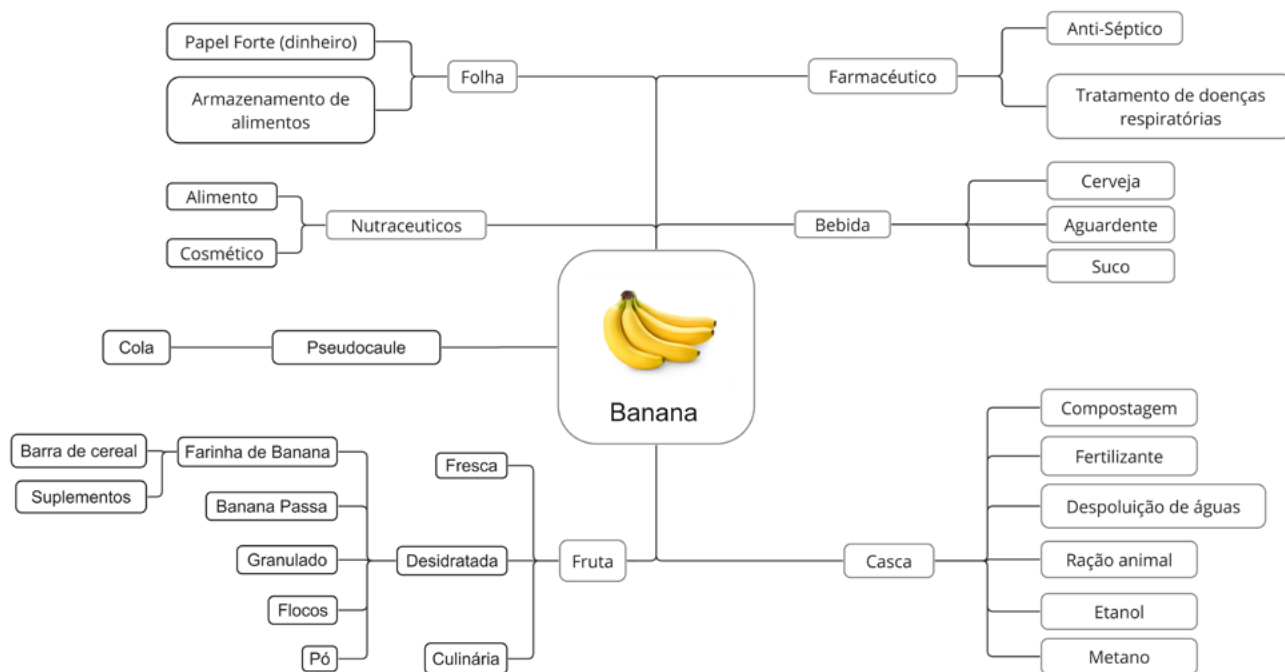 Papel Forte (dinheiro)
Armazenamento de
alimentos
Folha
Farmacéutico
Anti-Séptico
Tratamento de doenças
respiratórias
Alimento
Cosmético
Nutraceuticos
Bebida
Cerveja
Aguardente
Suco
Cola
Pseudocaule
Banana
Barra de cereal
Suplementos
Farinha de Banana
Banana Passa
Granulado
Flocos
Pó
Desidratada
Fresca
Culinária
Fruta
Casca
Compostagem
Fertilizante
Despoluição de águas
Ração animal
Etanol
Metano